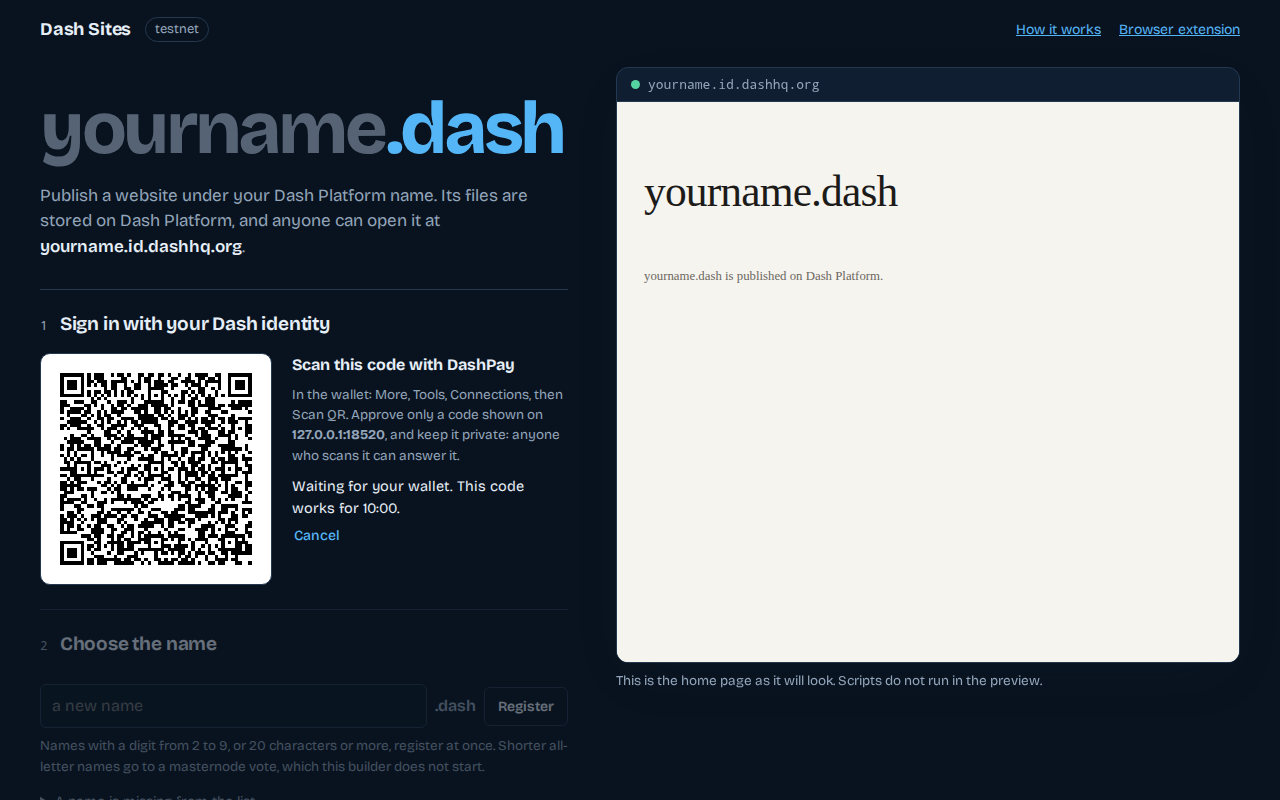 Dash Sites
testnet
How it works
Browser extension
yourname.dash
Publish a website under your Dash Platform name. Its files are
stored on Dash Platform, and anyone can open it at
yourname.id.dashhq.org.
1 Sign in with your Dash identity
Scan this code with DashPay
In the wallet: More, Tools, Connections, then
Scan QR. Approve only a code shown on
127.0.0.1:18520, and keep it private: anyone
who scans it can answer it.
Waiting for your wallet. This code
works for 10:00.
Cancel
2 Choose the name
a new name
.dash
Register
Names with a digit from 2 to 9, or 20 characters or more, register at once. Shorter all-
letter names go to a masternode vote, which this builder does not start.
A name is missing from the list
yourname.id.dashhq.org
yourname.dash
yourname.dash is published on Dash Platform.
This is the home page as it will look. Scripts do not run in the preview.